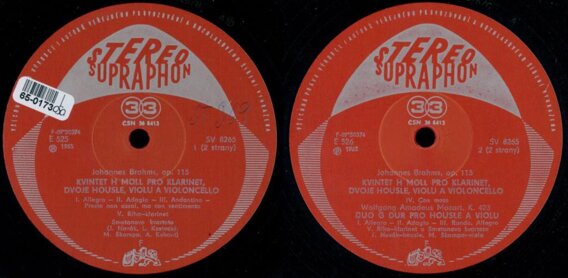 STEREO
SUPRAPHON
33
ČSN 36 8413
65-0173
E 525
℗ 1965
SV 8265
1 (2 strany)
Johannes Brahms, op. 115
KVINTET H MOLL PRO KLARINET,
DVOJE HOUSLE, VIOLU A VIOLONCELLO
I. Allegro - II. Adagio - III. Andantino -
Presto non assai, ma con sentimento
V. Říha-klarinet
Smetanovo kvarteto
(J. Novák, L. Kostecký,
M. Škampa, A. Kohout)
STEREO
SUPRAPHON
33
ČSN 36 8413
E 526
℗ 1965
SV 8265
2 (2 strany)
Johannes Brahms, op. 115
KVINTET H MOLL PRO KLARINET,
DVOJE HOUSLE, VIOLU A VIOLONCELLO
IV. Con moto
Wolfgang Amadeus Mozart, K. 423
DUO G DUR PRO HOUSLE A VIOLU
I. Allegro - II. Adagio - III. Rondo. Allegro
V. Říha-klarinet a Smetanovo kvarteto
J. Novák-housle, M. Škampa-viola